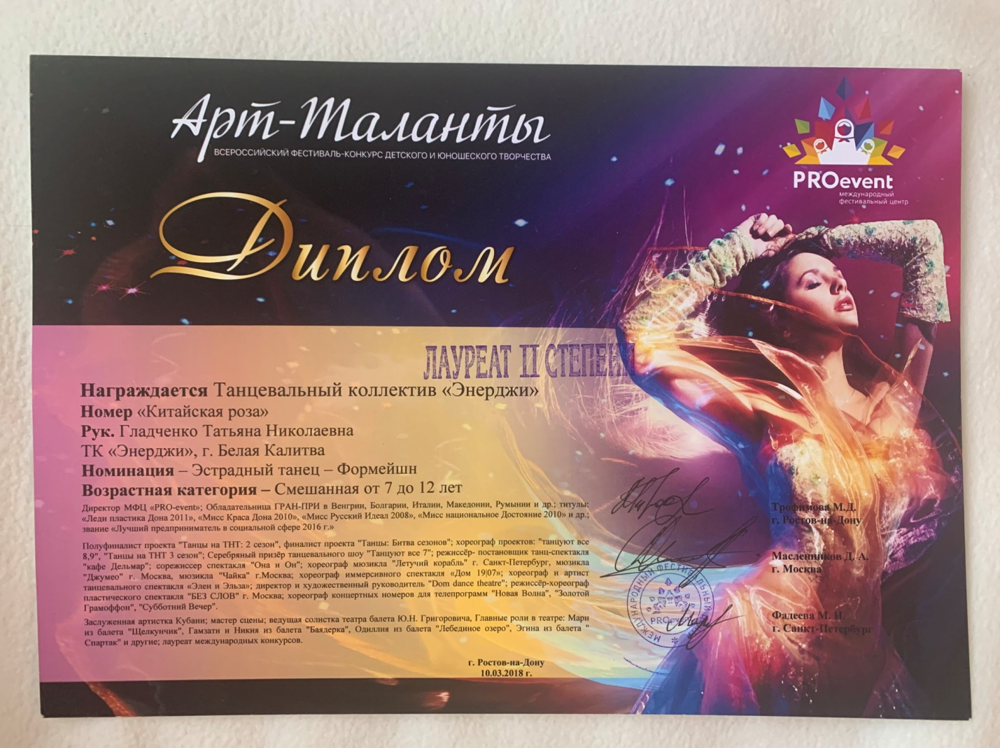 Арт-Таланты
ВСЕРОССИЙСКИЙ ФЕСТИВАЛЬ-КОНКУРС ДЕТСКОГО И ЮНОШЕСКОГО ТВОРЧЕСТВА
PROevent
международный
фестивальный центр
Диплом
ЛАУРЕАТ II СТЕПЕНИ
Награждается Танцевальный коллектив «Энерджи»
Номер «Китайская роза»
Рук. Гладченко Татьяна Николаевна
ТК «Энерджи», г. Белая Калитва
Номинация – Эстрадный танец – Формейшн
Возрастная категория – Смешанная от 7 до 12 лет
Директор МФЦ «PRO-event»; Обладательница ГРАН-ПРИ в Венгрии, Болгарии, Италии, Македонии, Румынии и др.; титулы:
«Леди пластика Дона 2011», «Мисс Краса Дона 2010», «Мисс Русский Идеал 2008», «Мисс национальное Достояние 2010» и др.;
звание «Лучший предприниматель в социальной сфере 2016 г.»
Трофимова М.Д.
г. Ростов-на-Дону
Полуфиналист проекта "Танцы на ТНТ: 2 сезон", финалист проекта "Танцы: Битва сезонов"; хореограф проектов: "танцуют все
8,9", "Танцы на ТНТ 3 сезон"; Серебряный призёр танцевального шоу "Танцуют все 7"; режиссёр- постановщик танц-спектакля
"кафе Дельмар"; сорежиссер спектакля "Она и Он"; хореограф мюзикла "Летучий корабль" г. Санкт-Петербург, мюзикла
"Джумео" г. Москва, мюзикла "Чайка" г.Москва; хореограф иммерсивного спектакля «Дом 19|07»; хореограф и артист
танцевального спектакля «Элен и Эльза»; директор и художественный руководитель "Dom dance theatre"; режиссёр-хореограф
пластического спектакля "БЕЗ СЛОВ" г. Москва; хореограф концертных номеров для телепрограмм "Новая Волна", "Золотой
Грамоффон", "Субботний Вечер".
Масленников Д. А.
г. Москва
Заслуженная артистка Кубани; мастер сцены; ведущая солистка театра балета Ю.Н. Григоровича, Главные роли в театре: Мари
из балета "Щелкунчик", Гамзати и Никия из балета "Баядерка", Одиллия из балета "Лебединое озеро", Эгина из балета "
Спартак" и другие; лауреат международных конкурсов.
Фадеева М. И.
г. Санкт-Петербург
МЕЖДУНАРОДНЫЙ ФЕСТИВАЛЬНЫЙ
PROevent
г. Ростов-на-Дону
10.03.2018 г.